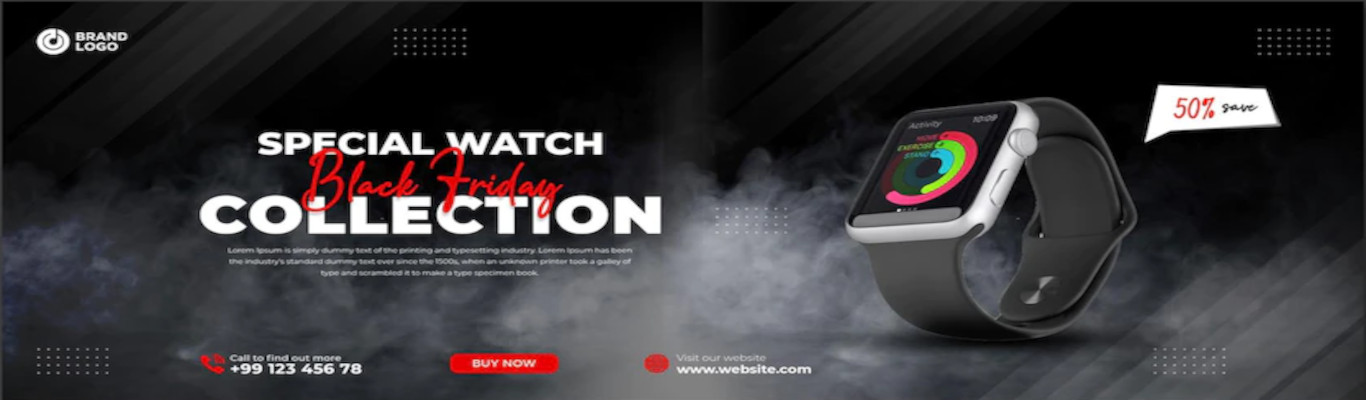 BRAND
LOGO
SPECIAL WATCH
Black Friday
COLLECTION
Lorem Ipsum is simply dummy text of the printing and typesetting industry. Lorem Ipsum has been
the industry's standard dummy text ever since the 1500s, when an unknown printer took a galley of
type and scrambled it to make a type specimen book.
Call to find out more
+99 123 456 78
BUY NOW
Visit our website
www.website.com
Activity 10:09
MOVE
EXERCISE
STAND
50% save